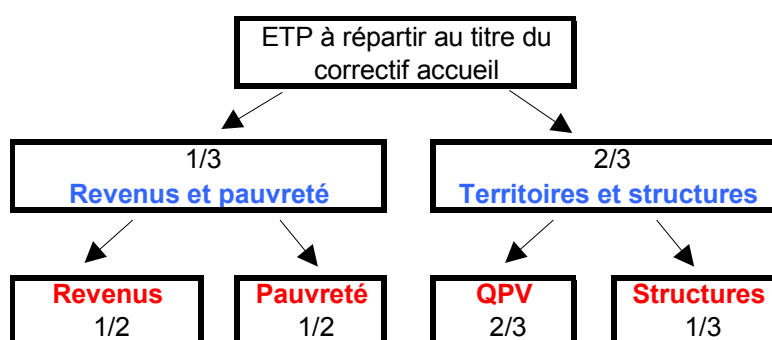 ETP à répartir au titre du
correctif accueil
1/3
Revenus et pauvreté
2/3
Territoires et structures
Revenus
1/2
Pauvreté
1/2
QPV
2/3
Structures
1/3